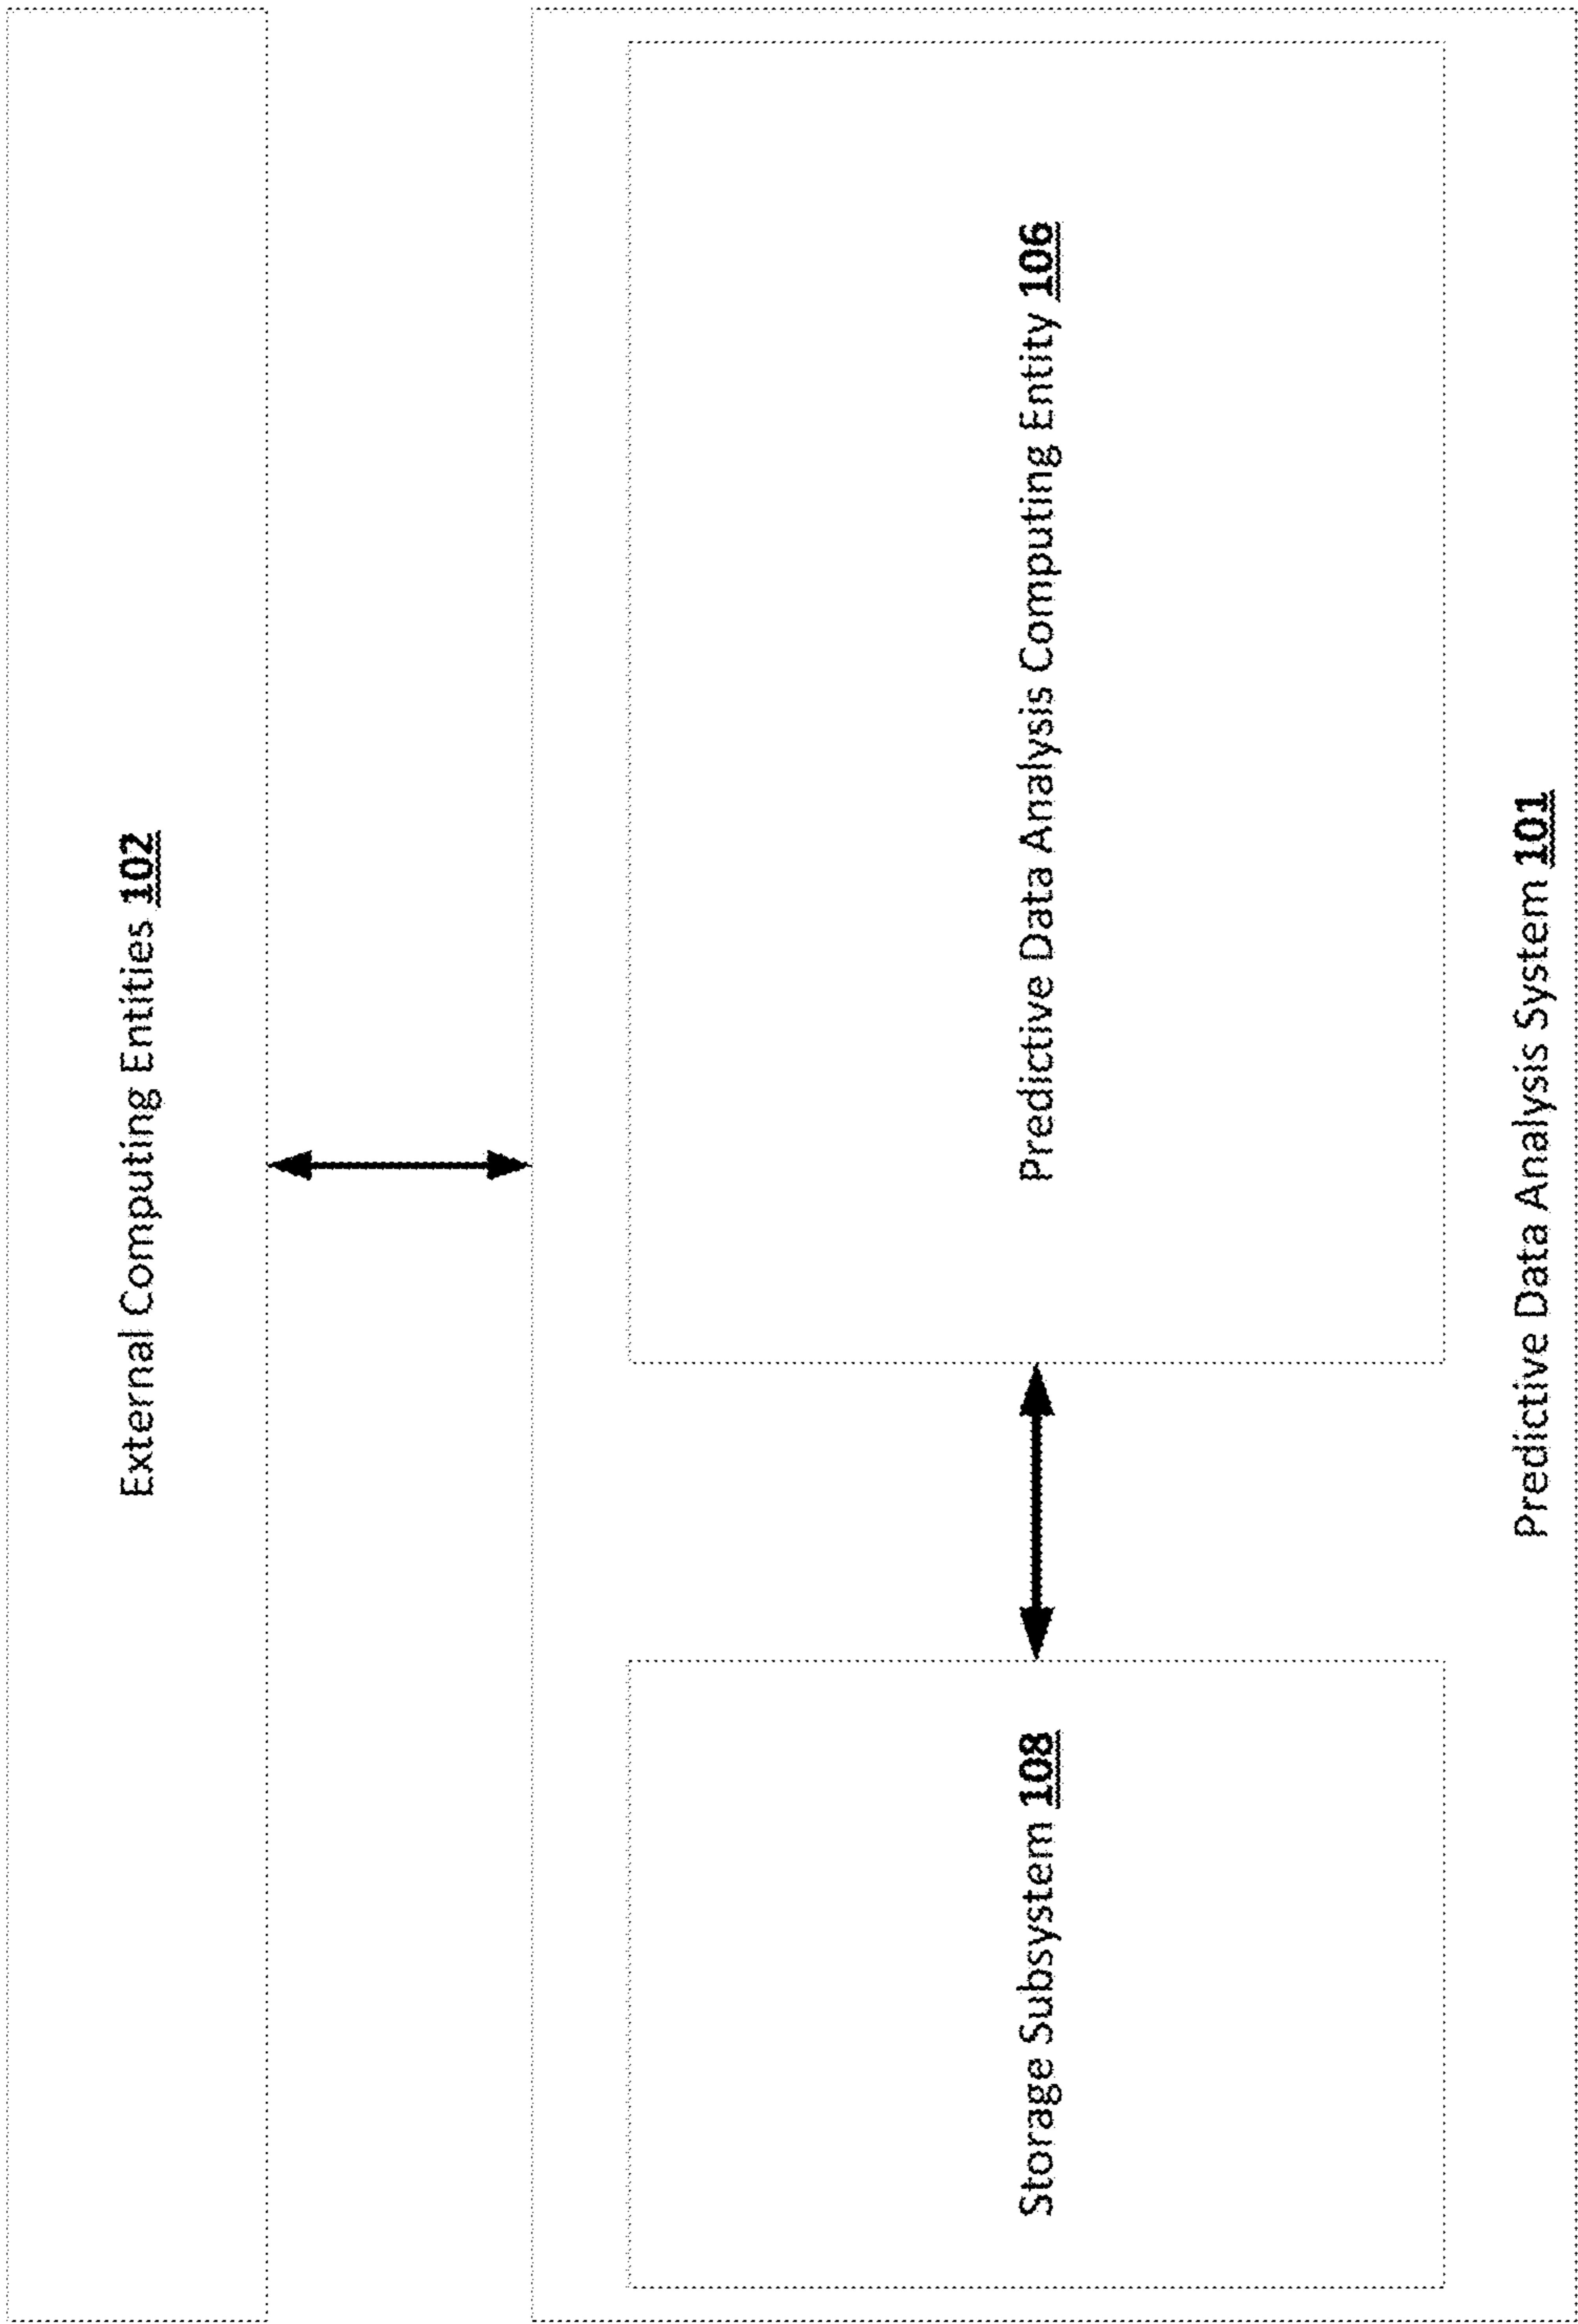 External Computing Entities 102
Storage Subsystem 108
Predictive Data Analysis Computing Entity 106
Predictive Data Analysis System 101